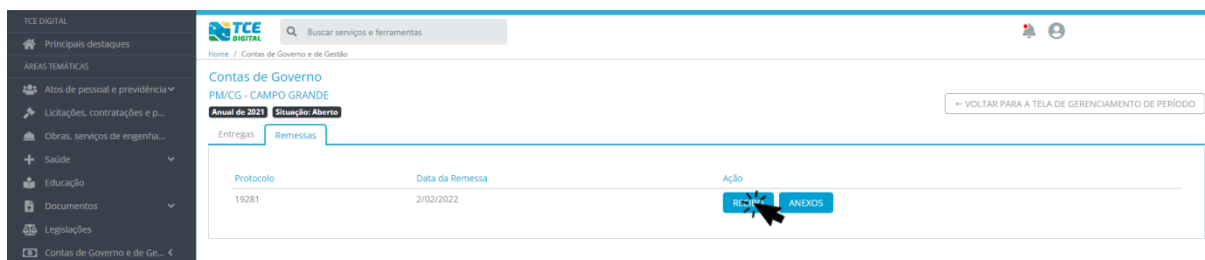 TCE DIGITAL
Principais destaques
ÁREAS TEMÁTICAS
Atos de pessoal e previdência
Licitações, contratações e p...
Obras, serviços de engenha...
Saúde
Educação
Documentos
Legislações
Contas de Governo e de Ge...
TCE
DIGITAL
Buscar serviços e ferramentas
Home / Contas de Governo e de Gestão
Contas de Governo
PM/CG - CAMPO GRANDE
Anual de 2021 Situação: Aberto
← VOLTAR PARA A TELA DE GERENCIAMENTO DE PERÍODO
Entregas Remessas
Protocolo Data da Remessa Ação
19281 2/02/2022 ANEXOS